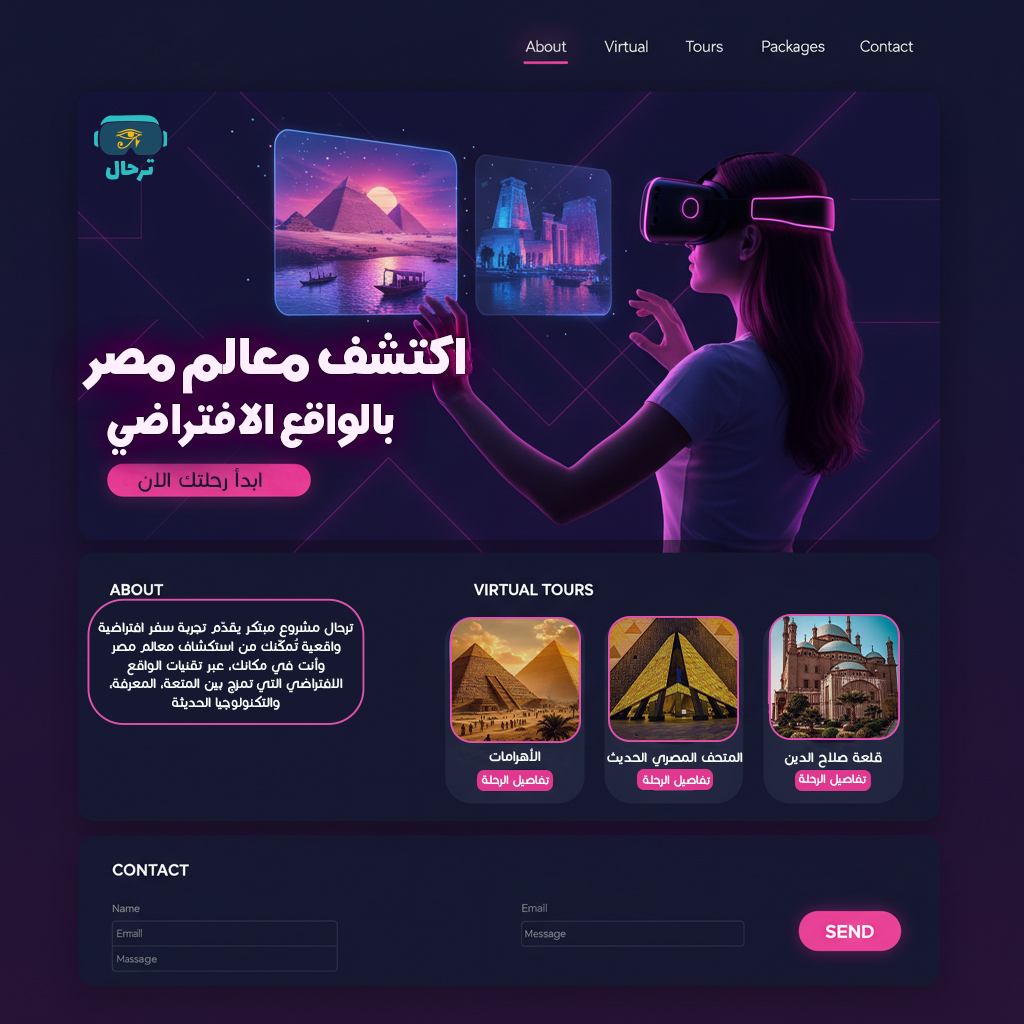 About
Virtual
Tours
Packages
Contact
ترحال
اكتشف معالم مصر
بالواقع الافتراضي
ابدأ رحلتك الان
ABOUT
ترحال مشروع مبتكر يقدّم تجربة سفر افتراضية
واقعية تُمكّنك من استكشاف معالم مصر
وأنت في مكانك، عبر تقنيات الواقع
الافتراضي التي تمزج بين المتعة، المعرفة،
والتكنولوجيا الحديثة
VIRTUAL TOURS
الأهرامات
تفاصيل الرحلة
المتحف المصري الحديث
تفاصيل الرحلة
قلعة صلاح الدين
تفاصيل الرحلة
CONTACT
Name
Ermail
Massage
Emall
Message
SEND